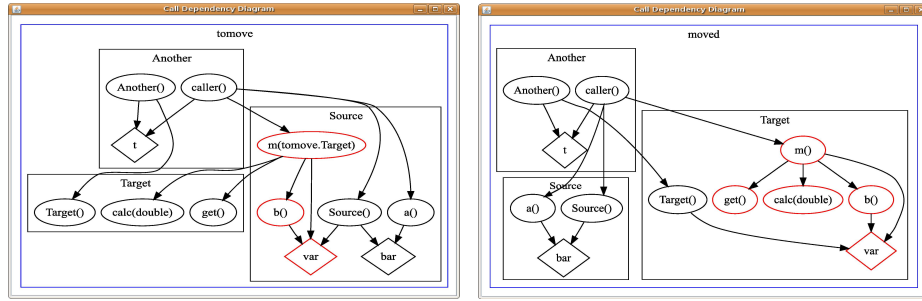 Call Dependency Diagram
tomove
Another
Another()
caller()
t
Source
m(tomove.Target)
Target
Target()
calc(double)
get()
b()
Source()
a()
var
bar
Call Dependency Diagram
moved
Another
Another()
caller()
t
Target
m()
Source
a()
Source()
Target()
get()
calc(double)
b()
bar
var